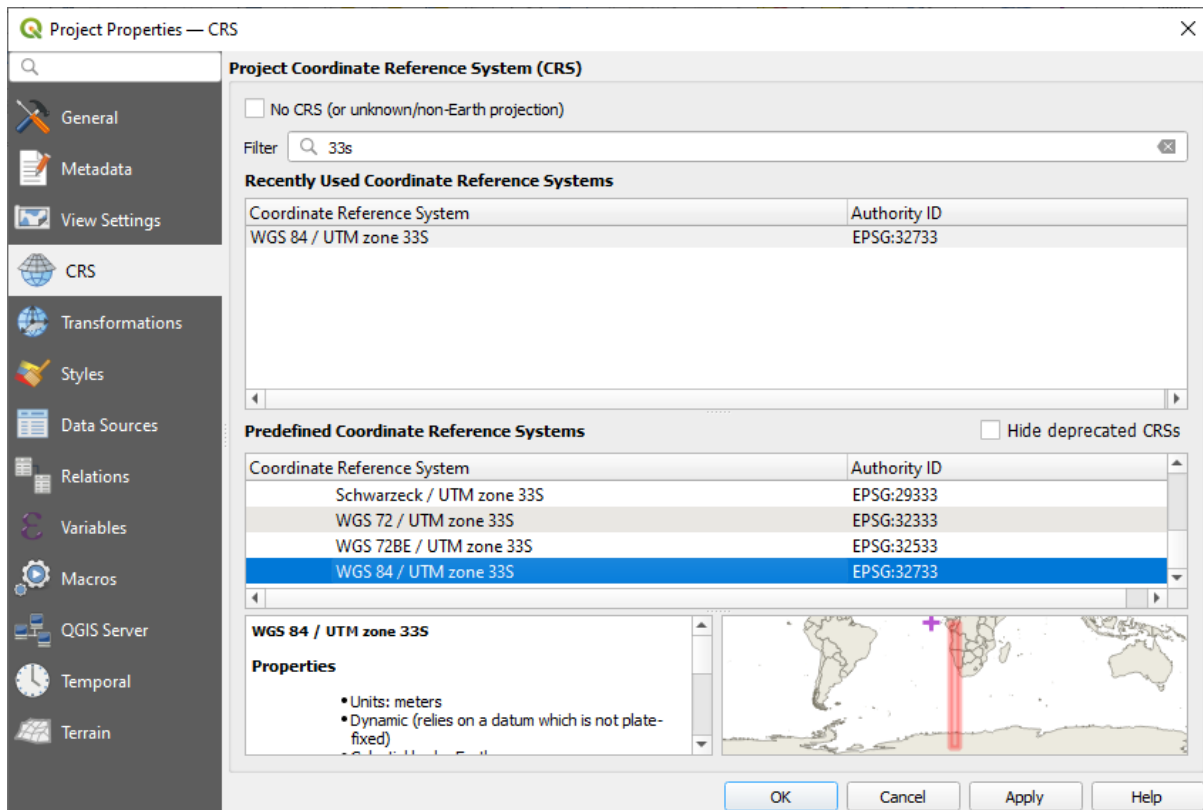 Project Properties — CRS
General
Metadata
View Settings
CRS
Transformations
Styles
Data Sources
Relations
Variables
Macros
QGIS Server
Temporal
Terrain
Project Coordinate Reference System (CRS)
No CRS (or unknown/non-Earth projection)
Filter 33s
Recently Used Coordinate Reference Systems
Coordinate Reference System Authority ID
WGS 84 / UTM zone 33S EPSG:32733
Predefined Coordinate Reference Systems Hide deprecated CRSs
Coordinate Reference System Authority ID
Schwarzeck / UTM zone 33S EPSG:29333
WGS 72 / UTM zone 33S EPSG:32333
WGS 72BE / UTM zone 33S EPSG:32533
WGS 84 / UTM zone 33S EPSG:32733
WGS 84 / UTM zone 33S
Properties
•Units: meters
•Dynamic (relies on a datum which is not plate-
fixed)
OK Cancel Apply Help